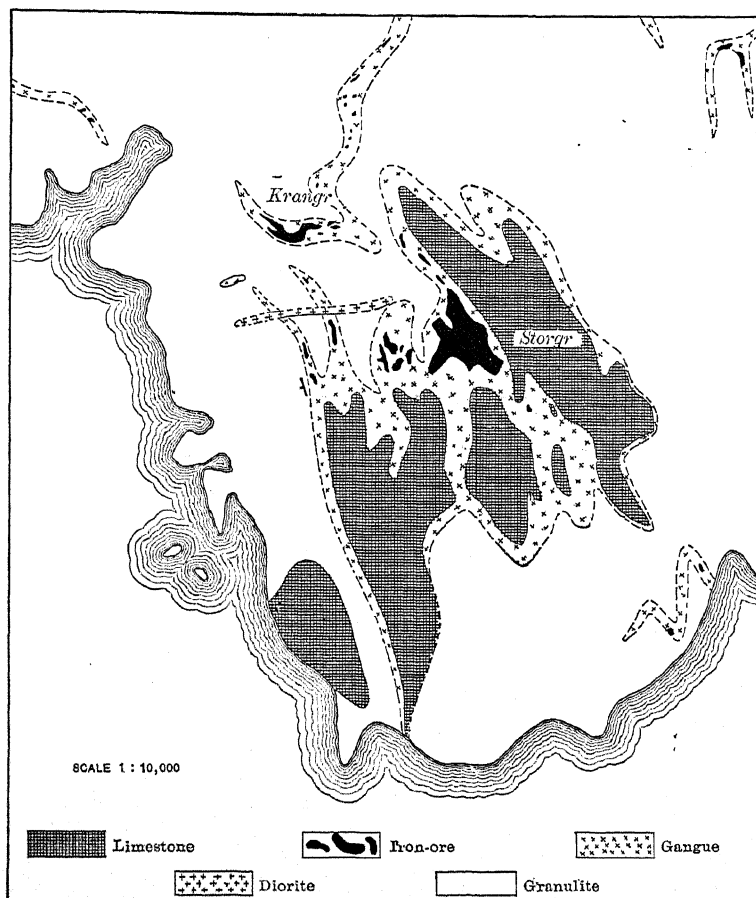 Krangr
Storgr
SCALE 1 : 10,000
Limestone
Iron-ore
Gangue
Diorite
Granulite